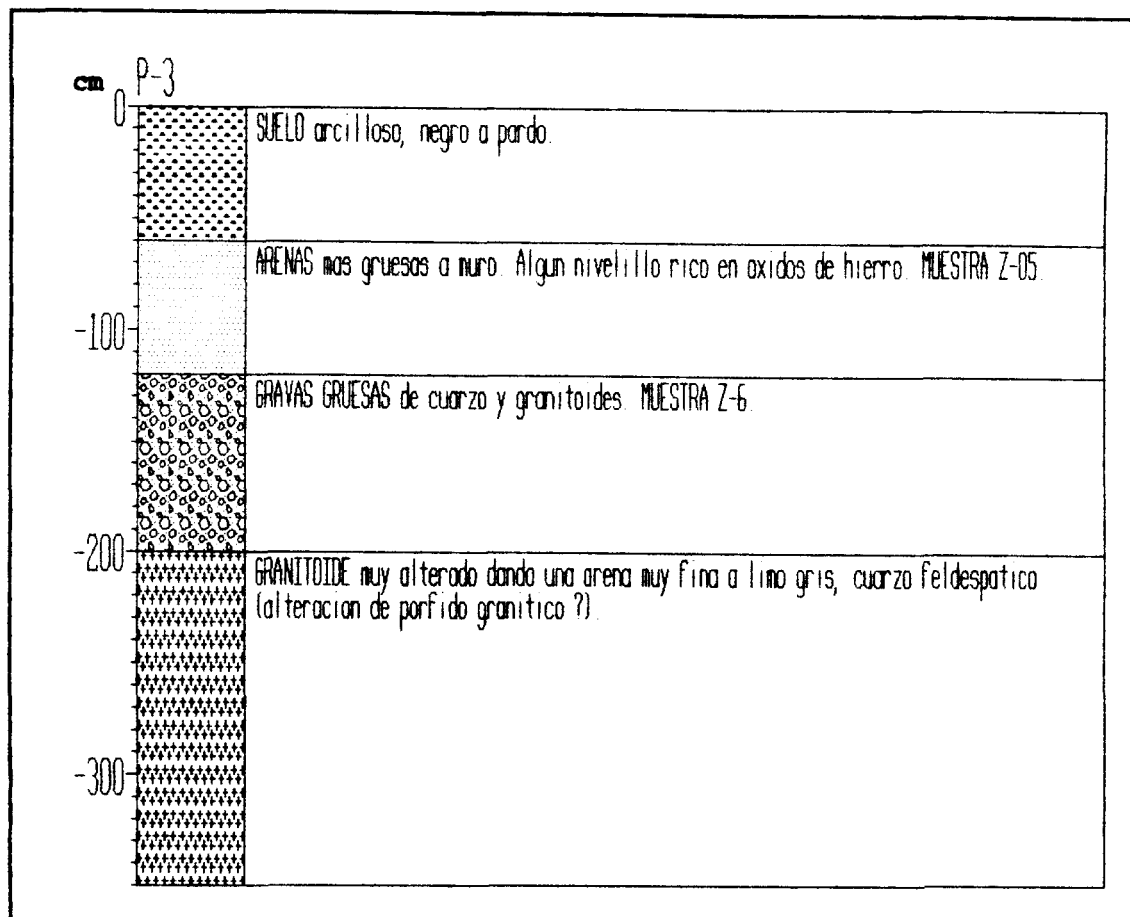 cm P-3
0
SUELO arcilloso, negro a pardo.
ARENAS mas gruesas a muro. Algun nivelillo rico en oxidos de hierro. MUESTRA Z-05.
-100
GRAVAS GRUESAS de cuarzo y granitoides. MUESTRA Z-6.
-200
GRANITOIDE muy alterado dando una arena muy fina a limo gris, cuarzo feldespatico
(alteracion de porfido granitico ?).
-300